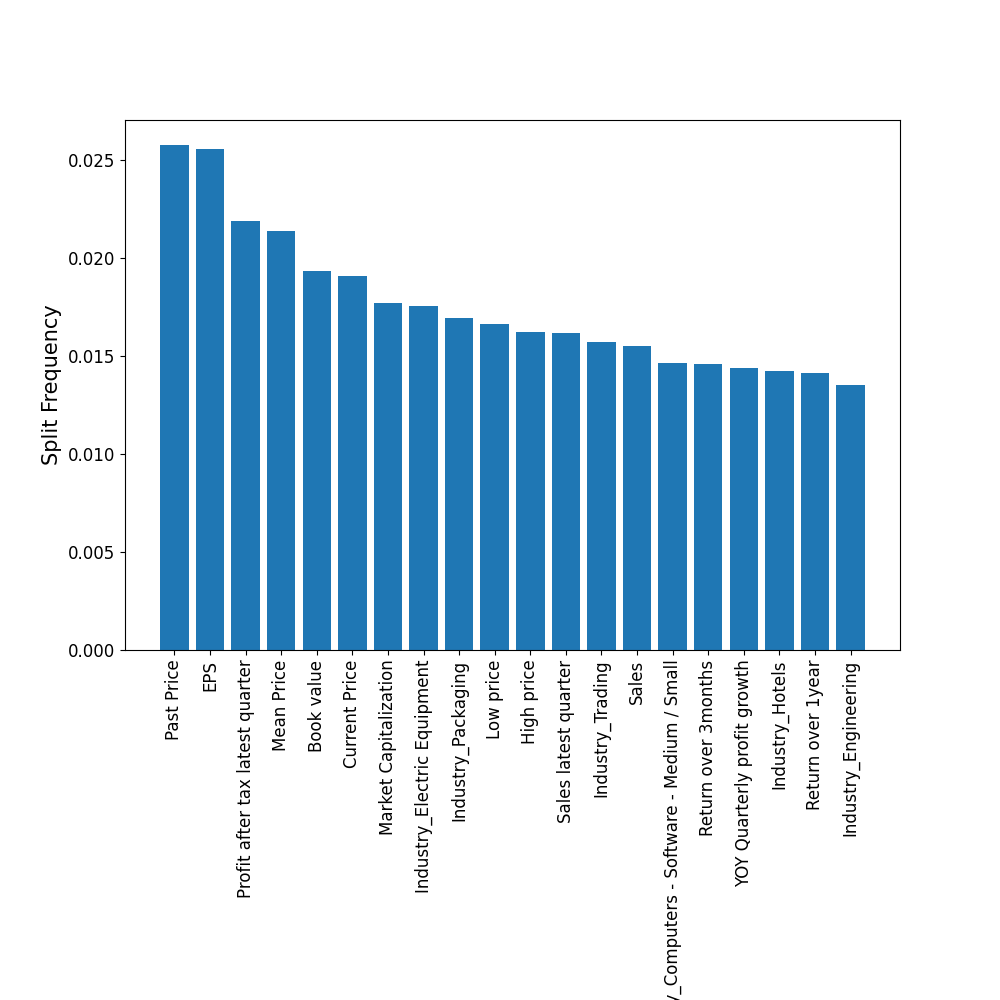 0.025
0.020
0.015
0.010
0.005
0.000
Split Frequency
Past Price
EPS
Profit after tax latest quarter
Mean Price
Book value
Current Price
Market Capitalization
Industry_Electric Equipment
Industry_Packaging
Low price
High price
Sales latest quarter
Industry_Trading
Sales
y_Computers - Software - Medium / Small
Return over 3months
YOY Quarterly profit growth
Industry_Hotels
Return over 1year
Industry_Engineering